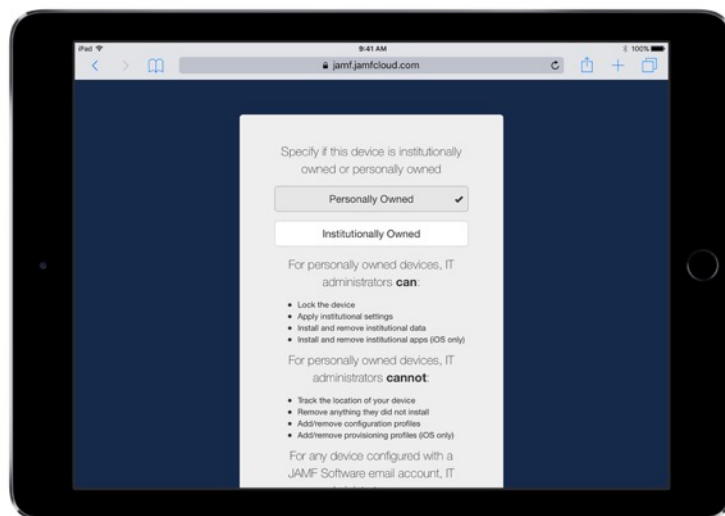 iPad
9:41 AM
100%
jamf.jamfcloud.com
Specify if this device is institutionally
owned or personally owned
Personally Owned
Institutionally Owned
For personally owned devices, IT
administrators can:
• Lock the device
• Apply institutional settings
• Install and remove institutional data
• Install and remove institutional apps (iOS only)
For personally owned devices, IT
administrators cannot:
• Track the location of your device
• Remove anything they did not install
• Add/remove configuration profiles
• Add/remove provisioning profiles (iOS only)
For any device configured with a
JAMF Software email account, IT